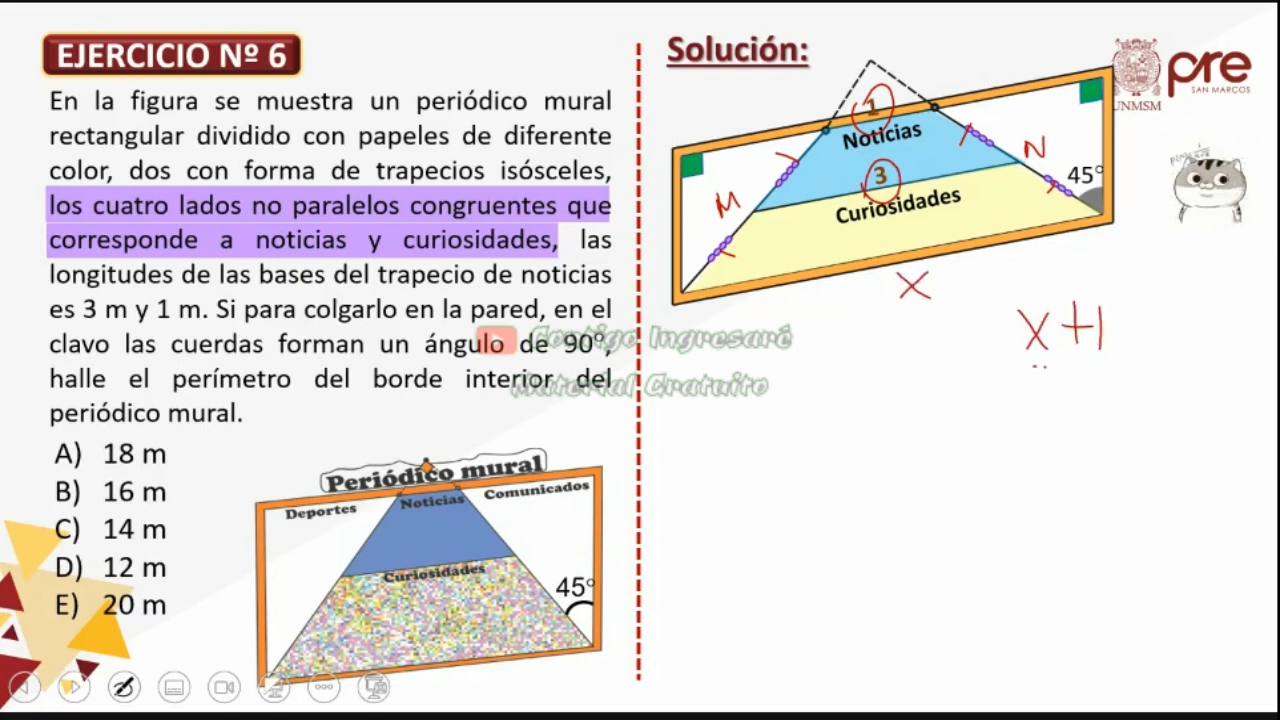 EJERCICIO Nº 6
En la figura se muestra un periódico mural
rectangular dividido con papeles de diferente
color, dos con forma de trapecios isósceles,
los cuatro lados no paralelos congruentes que
corresponde a noticias y curiosidades, las
longitudes de las bases del trapecio de noticias
es 3 m y 1 m. Si para colgarlo en la pared, en el
clavo las cuerdas forman un ángulo de 90º,
halle el perímetro del borde interior del
periódico mural.
A) 18 m
B) 16 m
C) 14 m
D) 12 m
E) 20 m
Periódico mural
Deportes
Noticias
Comunicados
Curiosidades
45º
Solución:
1
Noticias
3
Curiosidades
45º
M
N
x
x+1
UNMSM
pre
SAN MARCOS
Contigo Ingresaré
Material Gratuito